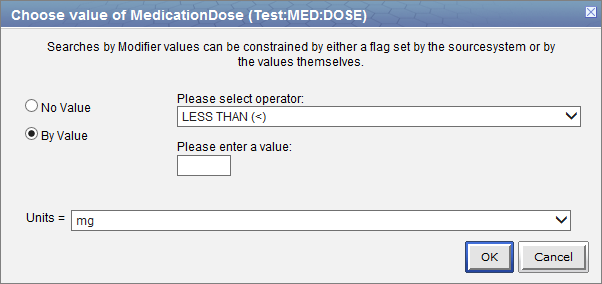 Choose value of MedicationDose (Test:MED:DOSE)
Searches by Modifier values can be constrained by either a flag set by the sourcesystem or by
the values themselves.
No Value
By Value
Please select operator:
LESS THAN (<)
Please enter a value:
Units = mg
OK Cancel